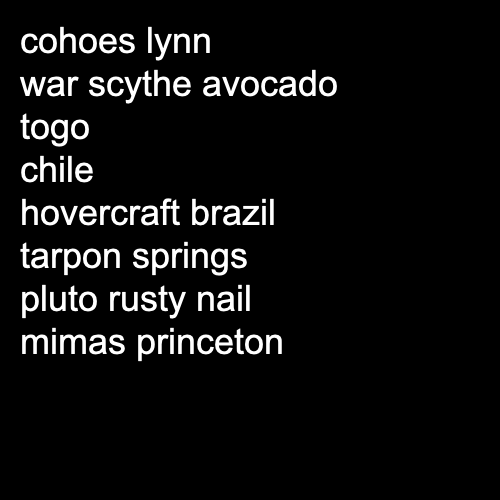 cohoes lynn
war scythe avocado
togo
chile
hovercraft brazil
tarpon springs
pluto rusty nail
mimas princeton